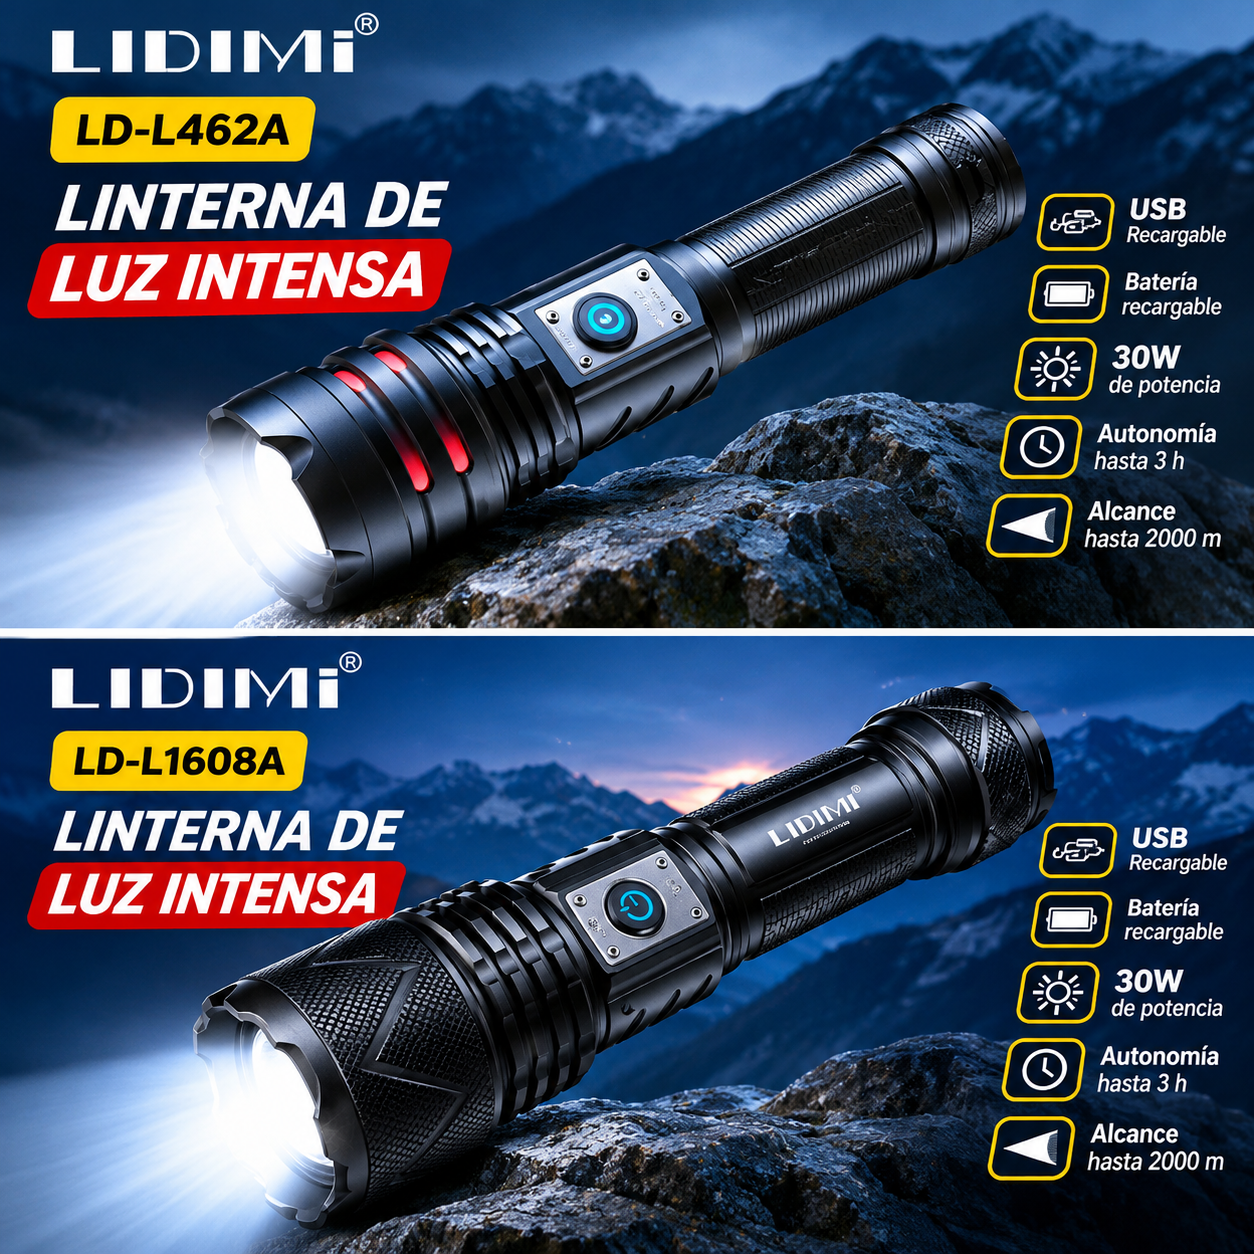 LIDIMi®
LD-L462A
LINTERNA DE
LUZ INTENSA
USB
Recargable
Batería
recargable
30W
de potencia
Autonomía
hasta 3 h
Alcance
hasta 2000 m
LIDIMi®
LD-L1608A
LINTERNA DE
LUZ INTENSA
LIDIMI®
USB
Recargable
Batería
recargable
30W
de potencia
Autonomía
hasta 3 h
Alcance
hasta 2000 m